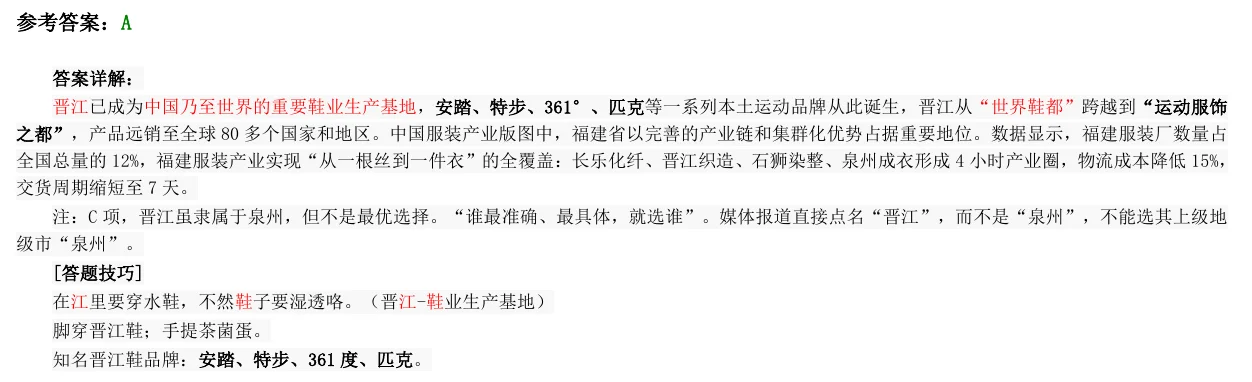 参考答案：A
答案详解：
晋江已成为中国乃至世界的重要鞋业生产基地，安踏、特步、361°、匹克等一系列本土运动品牌从此诞生，晋江从“世界鞋都”跨越到“运动服饰
之都”，产品远销至全球 80 多个国家和地区。中国服装产业版图中，福建省以完善的产业链和集群化优势占据重要地位。数据显示，福建服装厂数量占
全国总量的 12%，福建服装产业实现“从一根丝到一件衣”的全覆盖：长乐化纤、晋江织造、石狮染整、泉州成衣形成 4 小时产业圈，物流成本降低 15%，
交货周期缩短至 7 天。
注：C 项，晋江虽隶属于泉州，但不是最优选择。“谁最准确、最具体，就选谁”。媒体报道直接点名“晋江”，而不是“泉州”，不能选其上级地
级市“泉州”。
[答题技巧]
在江里要穿水鞋，不然鞋子要湿透咯。（晋江-鞋业生产基地）
脚穿晋江鞋；手提茶菌蛋。
知名晋江鞋品牌：安踏、特步、361 度、匹克。